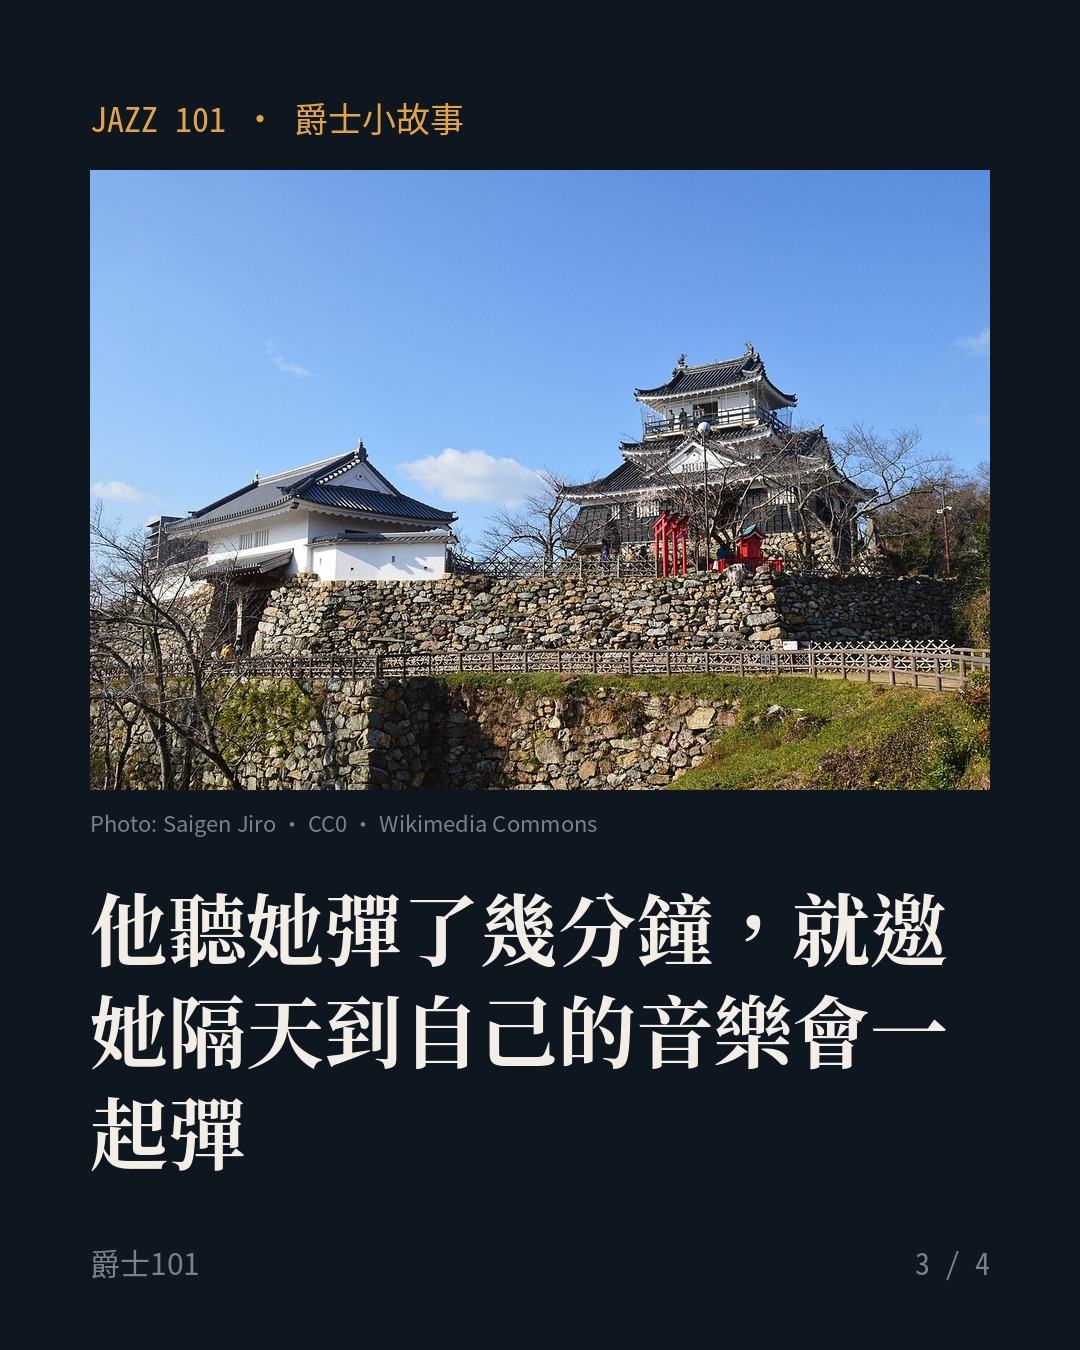 JAZZ 101 · 爵士小故事
Photo: Saigen Jiro · CC0 · Wikimedia Commons
他聽她彈了幾分鐘，就邀
她隔天到自己的音樂會一
起彈
爵士101
3 / 4